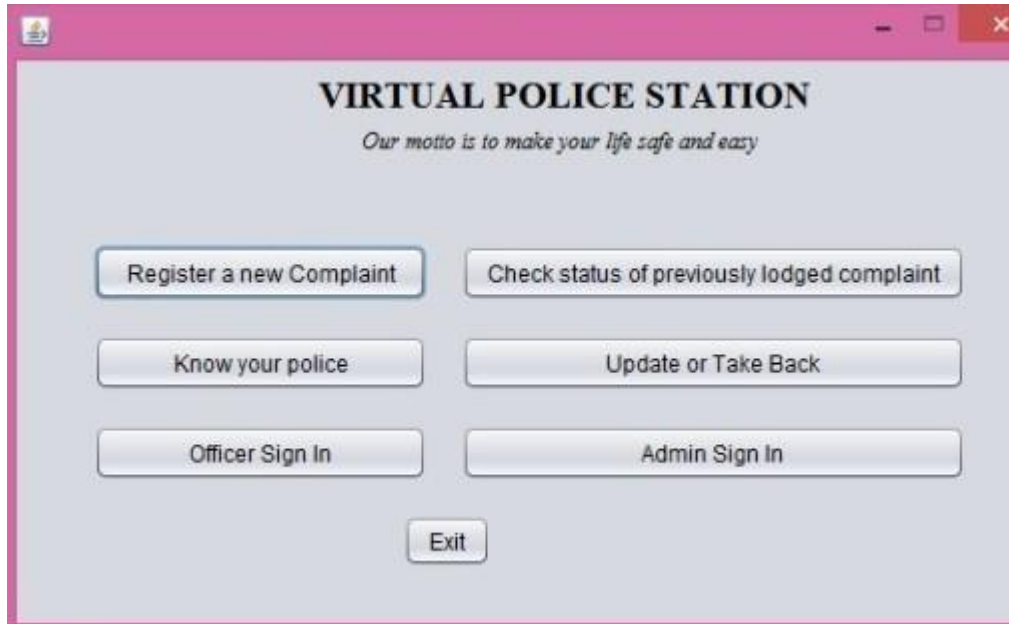 VIRTUAL POLICE STATION
Our motto is to make your life safe and easy
Register a new Complaint
Check status of previously lodged complaint
Know your police
Update or Take Back
Officer Sign In
Admin Sign In
Exit